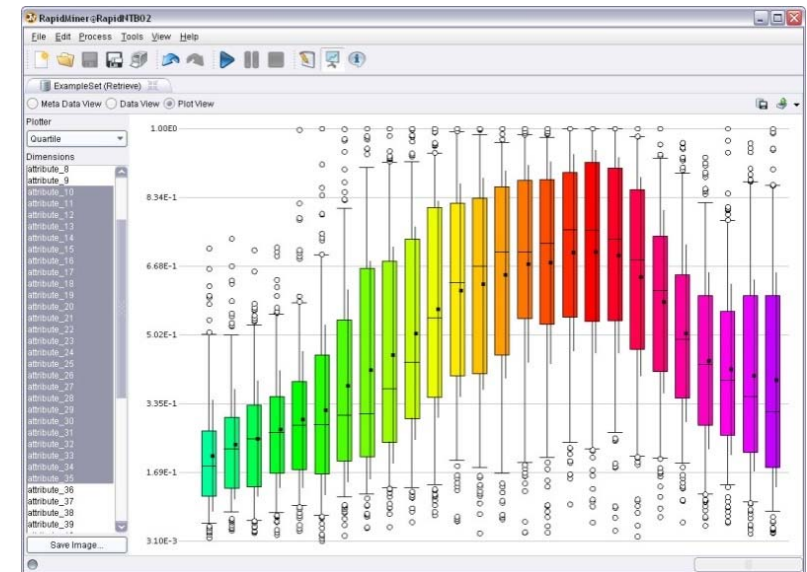 RapidMiner@RapidNTB02
File Edit Process Tools View Help
ExampleSet (Retrieve)
Meta Data View Data View Plot View
Plotter
Quartile
Dimensions
attribute_8
attribute_9
attribute_10
attribute_11
attribute_12
attribute_13
attribute_14
attribute_15
attribute_16
attribute_17
attribute_18
attribute_19
attribute_20
attribute_21
attribute_22
attribute_23
attribute_24
attribute_25
attribute_26
attribute_27
attribute_28
attribute_29
attribute_30
attribute_31
attribute_32
attribute_33
attribute_34
attribute_35
attribute_36
attribute_37
attribute_38
attribute_39
Save Image...
1.00E0
8.34E-1
6.68E-1
5.02E-1
3.35E-1
1.69E-1
3.10E-3